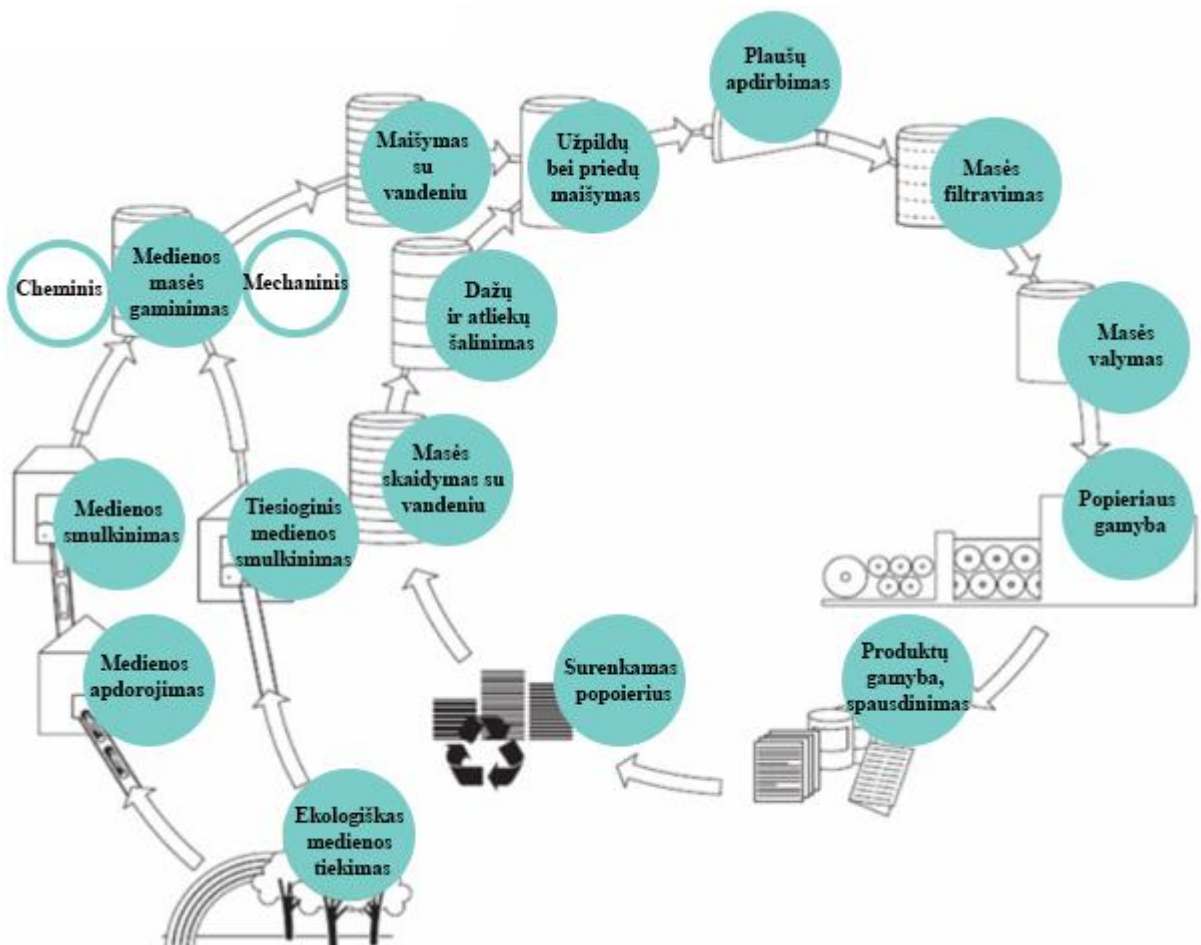 Plaušų
apdirbimas
Maišymas
su
vandeniu
Užpildų
bei priedų
maišymas
Masės
filtravimas
Cheminis
Medienos
masės
gaminimas
Mechaninis
Dažų
ir atliekų
šalinimas
Masės
valymas
Masės
skaidymas su
vandeniu
Medienos
smulkinimas
Tiesioginis
medienos
smulkinimas
Popieriaus
gamyba
Medienos
apdorojimas
Surenkamas
popoierius
Produktų
gamyba,
spausdinimas
Ekologiškas
medienos
tiekimas